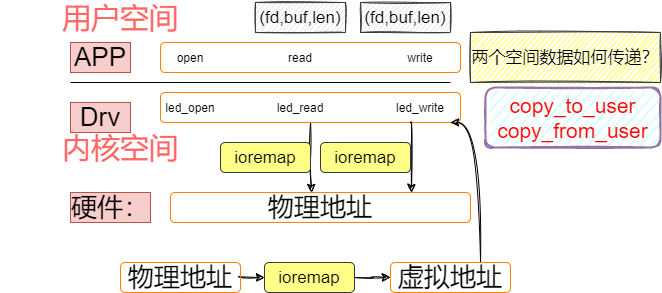 用户空间
(fd,buf,len)
(fd,buf,len)
APP
open
read
write
两个空间数据如何传递?
Drv
led_open
led_read
led_write
copy_to_user
copy_from_user
内核空间
ioremap
ioremap
硬件：
物理地址
物理地址
ioremap
虚拟地址